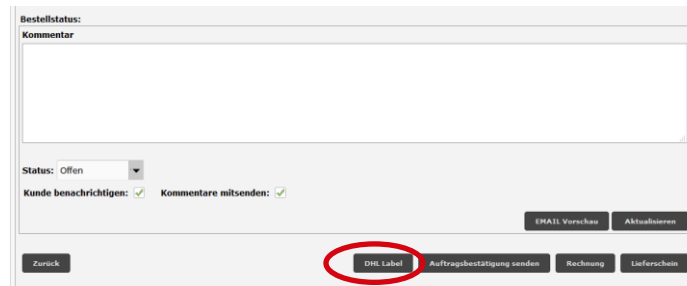 Bestellstatus:
Kommentar
Status: Offen
Kunde benachrichtigen: Kommentare mitsenden:
EMAIL Vorschau Aktualisieren
Zurück DHL Label Auftragsbestätigung senden Rechnung Lieferschein